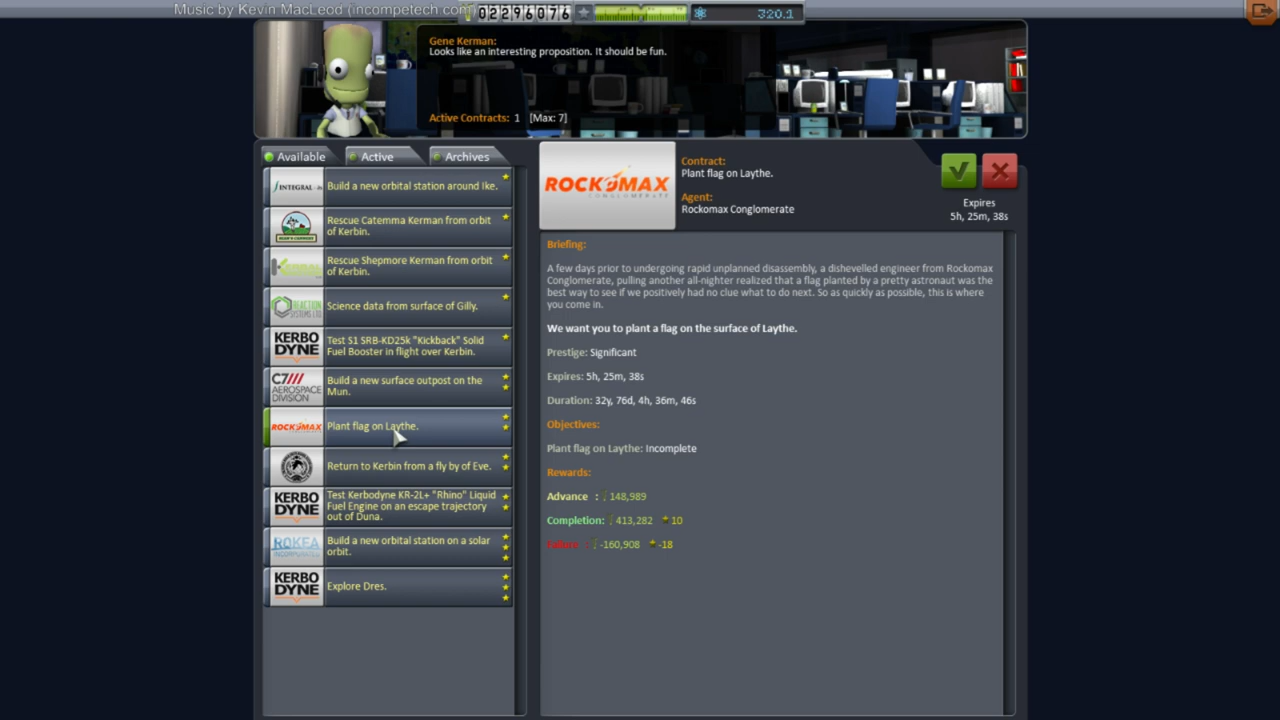 Music by Kevin MacLeod (incompetech.com)
02296076
320.1
Gene Kerman:
Looks like an interesting proposition. It should be fun.
Active Contracts: 1 [Max: 7]
Available
Active
Archives
INTEGRAL
Build a new orbital station around Ike.
Rescue Catemma Kerman from orbit
of Kerbin.
Rescue Shepmore Kerman from orbit
of Kerbin.
REACTION
SYSTEMS LTD
Science data from surface of Gilly.
KERBO
DYNE
Test S1 SRB-KD25k "Kickback" Solid
Fuel Booster in flight over Kerbin.
C7///
AEROSPACE
DIVISION
Build a new surface outpost on the
Mun.
ROCKOMAX
Plant flag on Laythe.
Return to Kerbin from a fly by of Eve.
KERBO
DYNE
Test Kerbodyne KR-2L+ "Rhino" Liquid
Fuel Engine on an escape trajectory
out of Duna.
ROKEA
Build a new orbital station on a solar
orbit.
KERBO
DYNE
Explore Dres.
ROCKOMAX
CONGLOMERATE
Contract:
Plant flag on Laythe.
Agent:
Rockomax Conglomerate
Expires
5h, 25m, 38s
Briefing:
A few days prior to undergoing rapid unplanned disassembly, a dishevelled engineer from Rockomax
Conglomerate, pulling another all-nighter realized that a flag planted by a pretty astronaut was the
best way to see if we positively had no clue what to do next. So as quickly as possible, this is where
you come in.
We want you to plant a flag on the surface of Laythe.
Prestige: Significant
Expires: 5h, 25m, 38s
Duration: 32y, 76d, 4h, 36m, 46s
Objectives:
Plant flag on Laythe: Incomplete
Rewards:
Advance : 148,989
Completion: 413,282 10
Failure : -160,908 -18